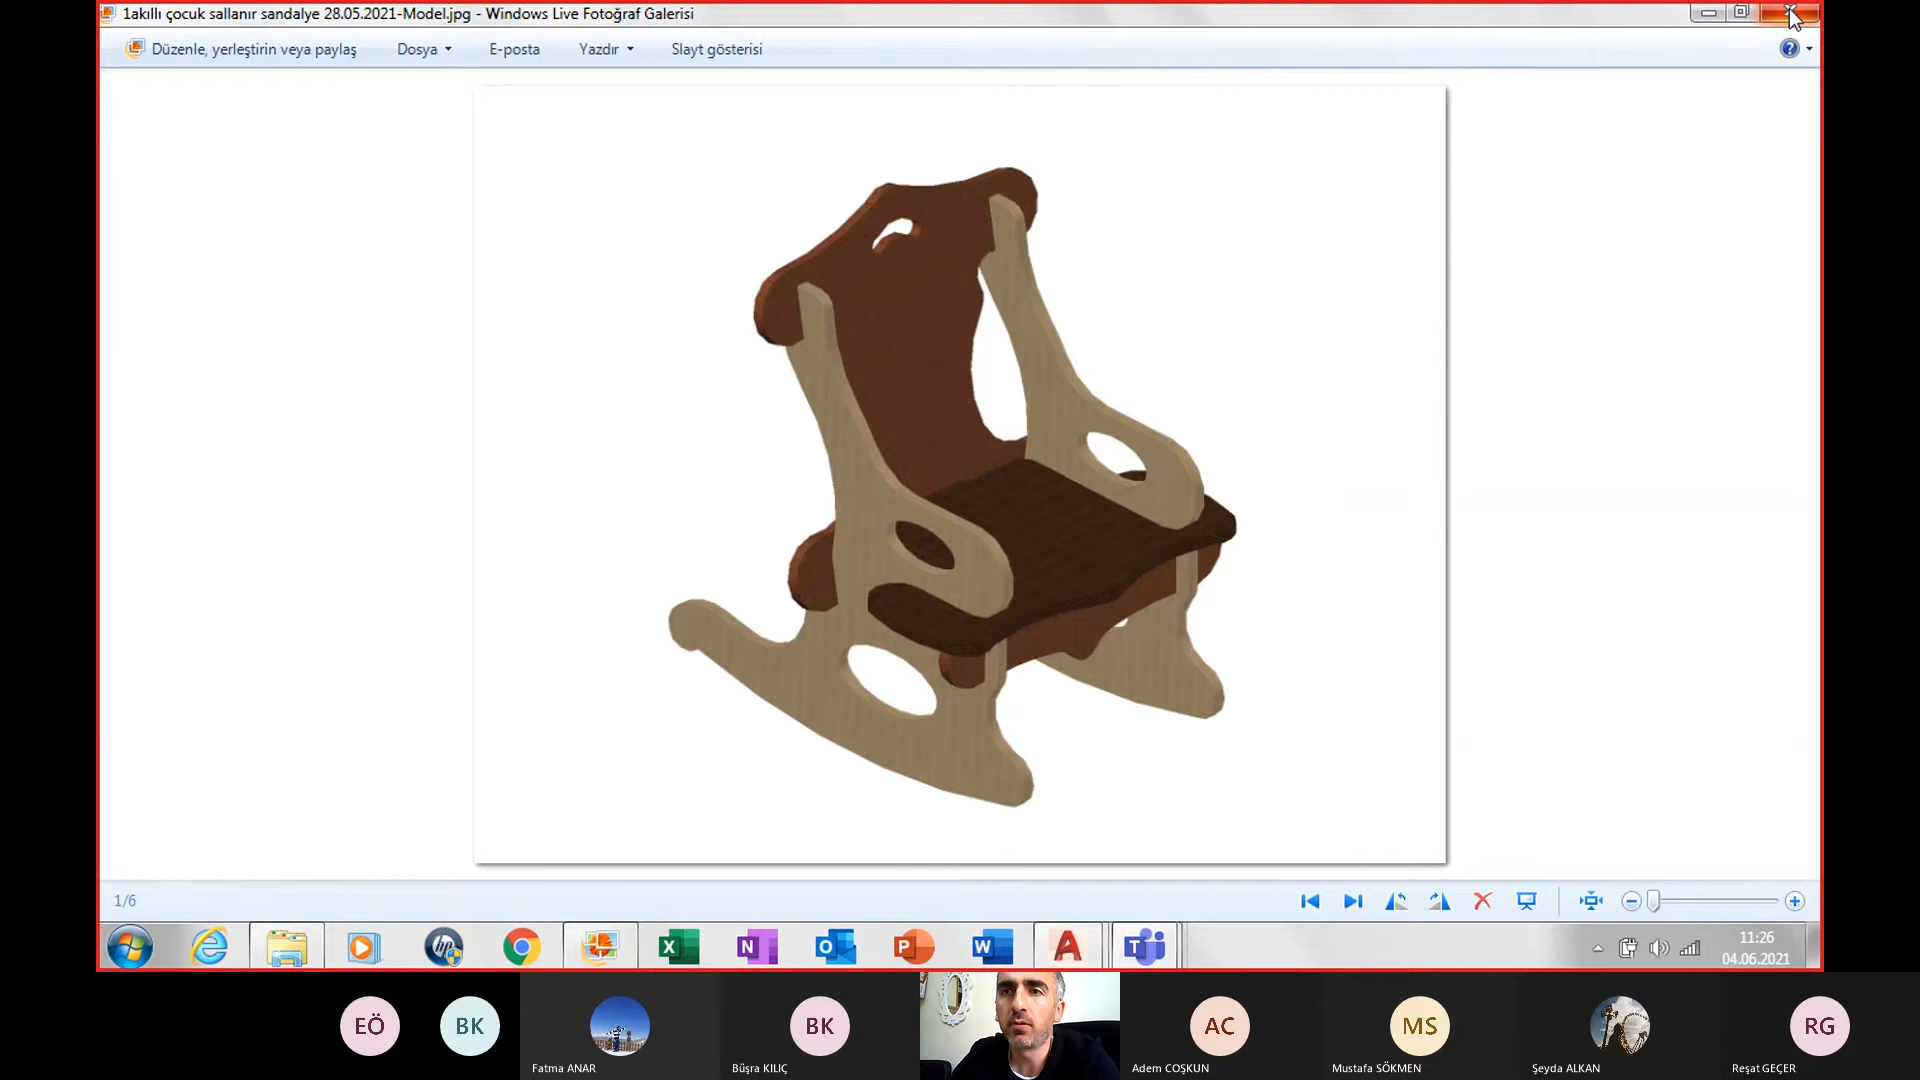 1akıllı çocuk sallanır sandalye 28.05.2021-Model.jpg - Windows Live Fotoğraf Galerisi
Düzenle, yerleştirin veya paylaş Dosya E-posta Yazdır Slayt gösterisi
1/6
11:26
04.06.2021
EÖ BK BK AC MS RG
Fatma ANAR Büşra KILIÇ Adem COŞKUN Mustafa SÖKMEN Şeyda ALKAN Reşat GEÇER